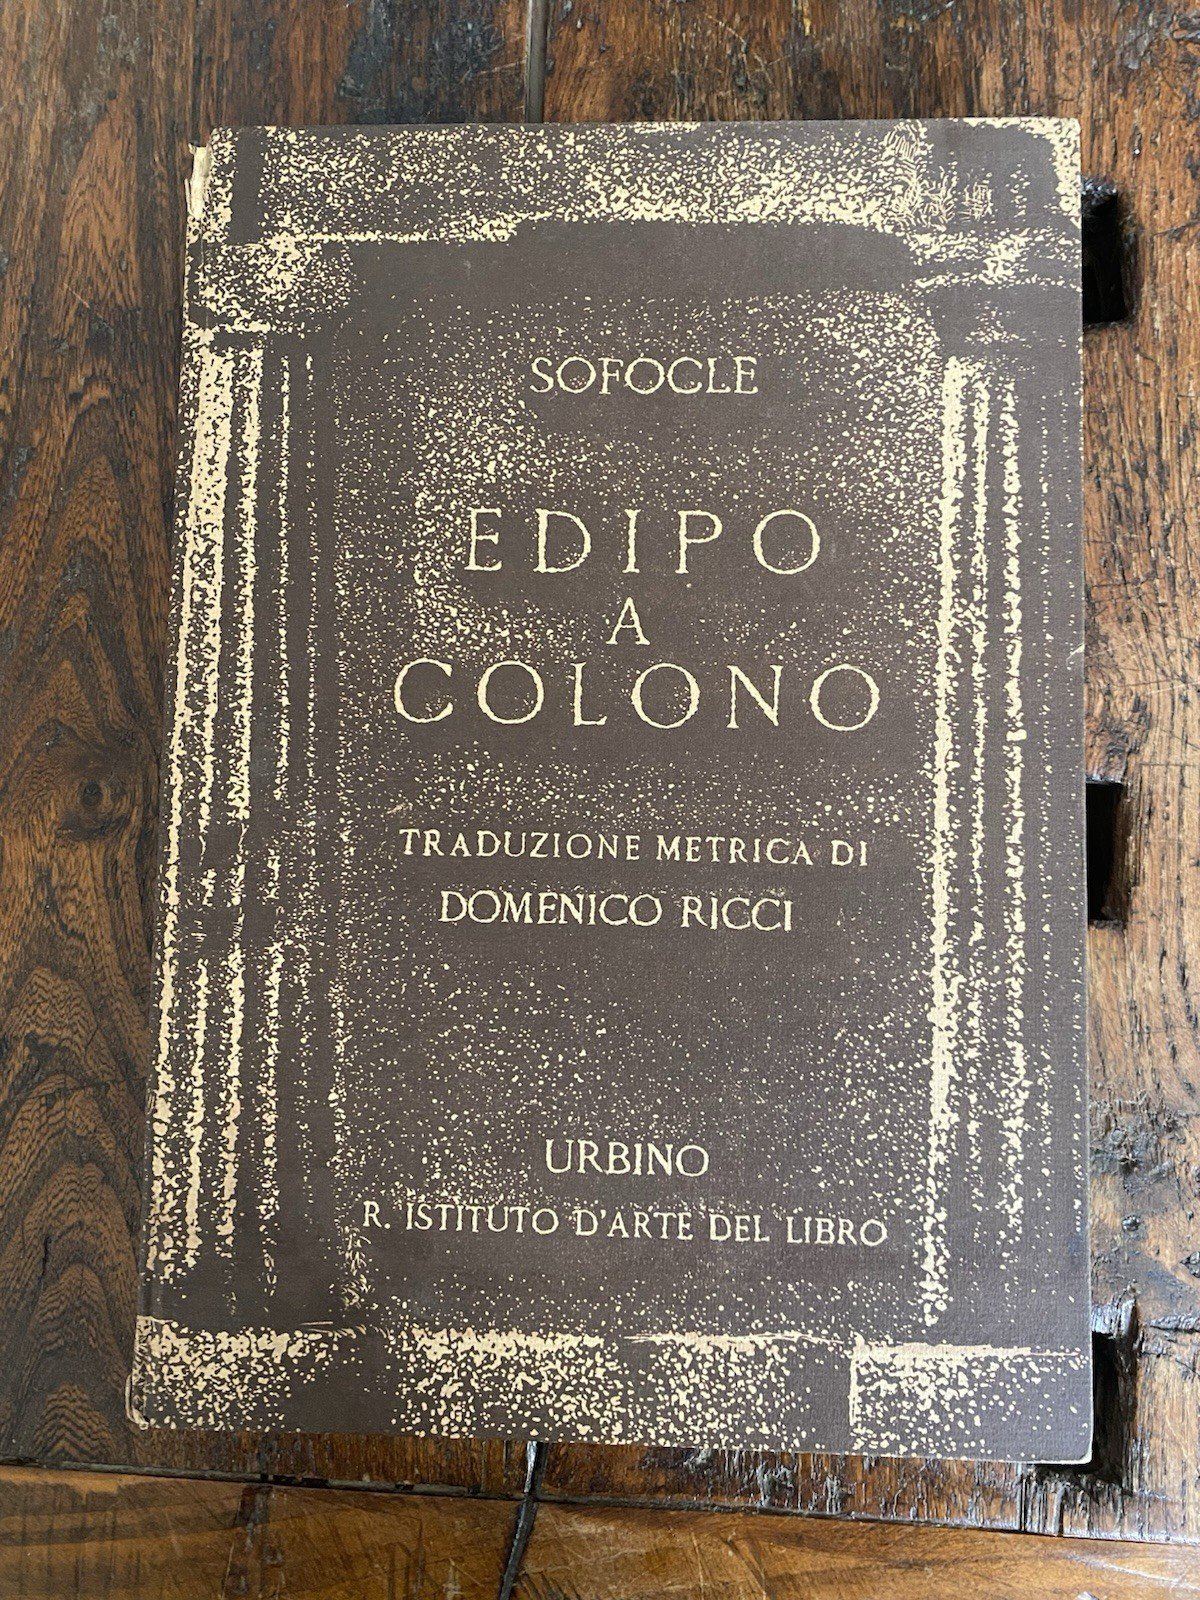 SOFOCLE
EDIPO
A
COLONO
TRADUZIONE METRICA DI
DOMENICO RICCI
URBINO
R. ISTITUTO D'ARTE DEL LIBRO